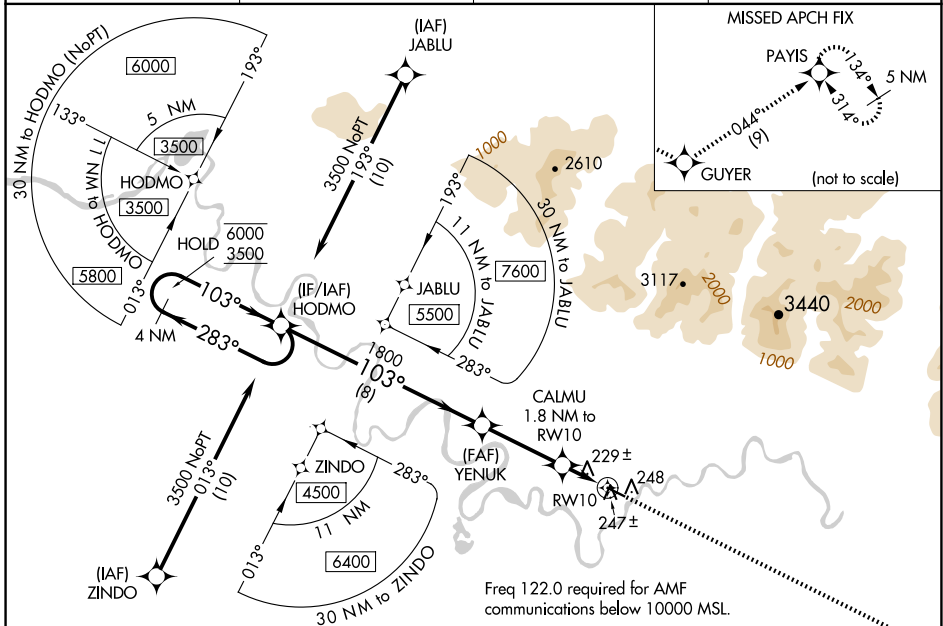 30 NM to HODMO (NoPT)
6000
193°
5 NM
3500
133°
HODMO
11 NM to HODMO
3500
5800
013°
HOLD 6000
3500
103°
283°
4 NM
(IF/IAF)
HODMO
(IAF)
JABLU
3500 NoPT
193°
(10)
1000
2610
193°
30 NM to JABLU
11 NM to JABLU
7600
JABLU
5500
283°
1800
103°
(8)
3117
2000
3440
2000
1000
MISSED APCH FIX
PAYIS
134°
5 NM
314°
044°
(9)
GUYER
(not to scale)
CALMU
1.8 NM to
RW10
(FAF)
YENUK
229 ±
248
RW10
247 ±
3500 NoPT
013°
(10)
(IAF)
ZINDO
ZINDO
283°
4500
11 NM
013°
6400
30 NM to ZINDO
Freq 122.0 required for AMF
communications below 10000 MSL.